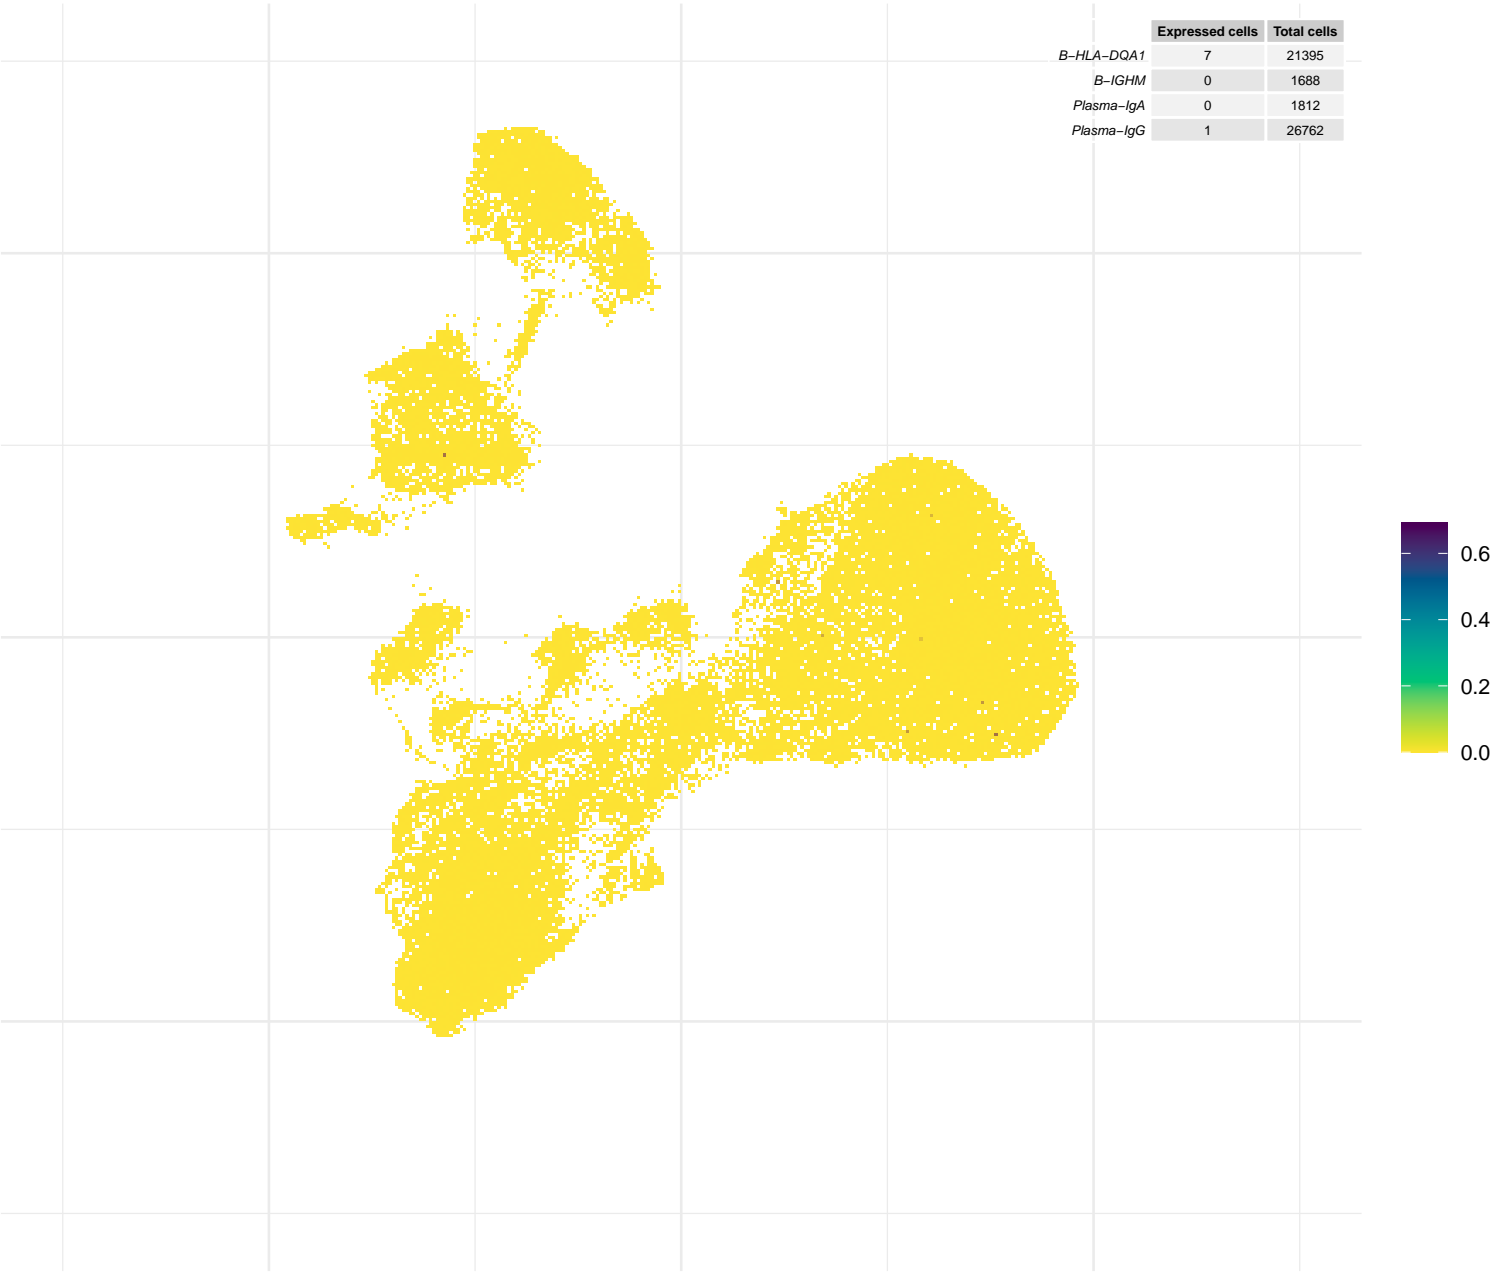 Expressed cells Total cells
B−HLA−DQA1 7 21395
B−IGHM 0 1688
Plasma−IgA 0 1812
Plasma−IgG 1 26762
0.6
0.4
0.2
0.0